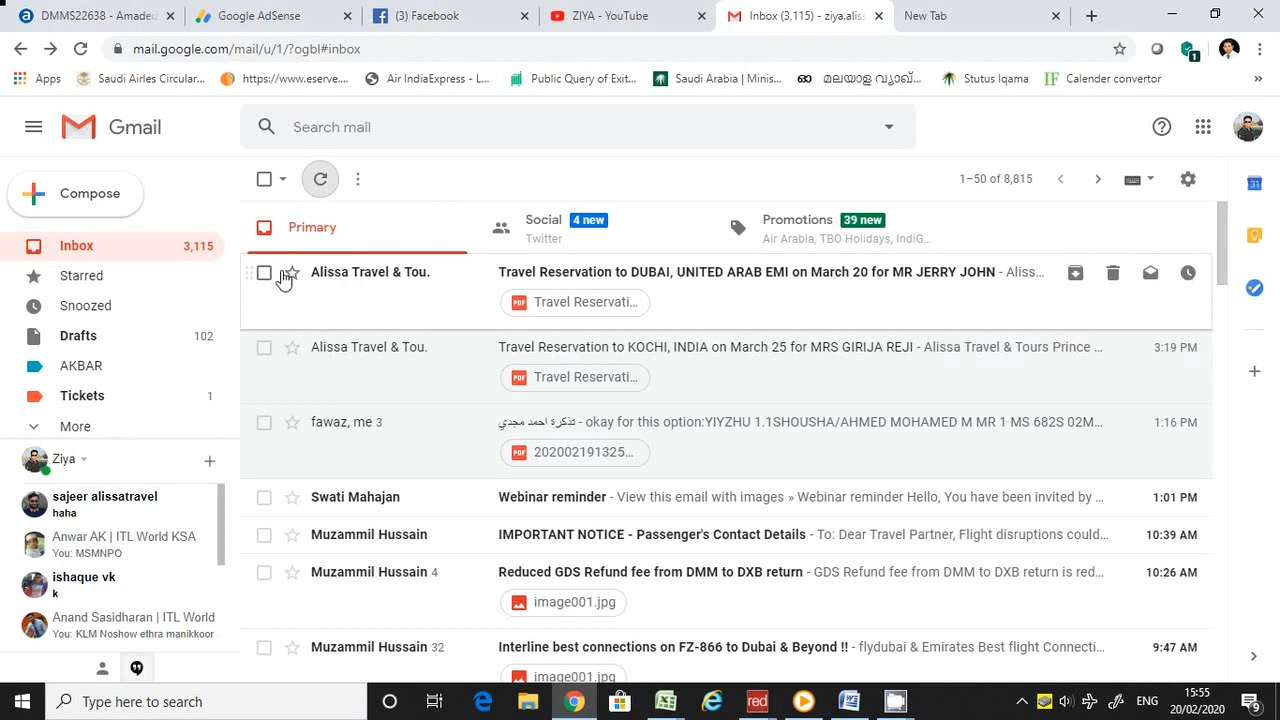 DMMS22638 - Amadeu
Google AdSense
(3) Facebook
ZIYA - YouTube
Inbox (3,115) - ziya.aliss
New Tab
mail.google.com/mail/u/1/?ogbl#inbox
1
Apps
Saudi Airles Circular...
https://www.eserve...
Air IndiaExpress - L...
Public Query of Exit...
Saudi Arabia | Minis...
മലയാള വ്യാഖ്...
Stutus Iqama
IF Calender convertor
Gmail
Search mail
Compose
1–50 of 8,815
Primary
Social 4 new
Twitter
Promotions 39 new
Air Arabia, TBO Holidays, IndiG...
Inbox 3,115
Starred
Snoozed
Drafts 102
AKBAR
Tickets 1
More
Alissa Travel & Tou. Travel Reservation to DUBAI, UNITED ARAB EMI on March 20 for MR JERRY JOHN - Aliss...
PDF Travel Reservati...
Alissa Travel & Tou. Travel Reservation to KOCHI, INDIA on March 25 for MRS GIRIJA REJI - Alissa Travel & Tours Prince ... 3:19 PM
PDF Travel Reservati...
fawaz, me 3 تذكرة احمد مجدي - okay for this option:YIYZHU 1.1SHOUSHA/AHMED MOHAMED M MR 1 MS 682S 02M... 1:16 PM
PDF 202002191325...
Swati Mahajan Webinar reminder - View this email with images » Webinar reminder Hello, You have been invited by ... 1:01 PM
Muzammil Hussain IMPORTANT NOTICE - Passenger's Contact Details - To: Dear Travel Partner, Flight disruptions could... 10:39 AM
Muzammil Hussain 4 Reduced GDS Refund fee from DMM to DXB return - GDS Refund fee from DMM to DXB return is red... 10:26 AM
image001.jpg
Muzammil Hussain 32 Interline best connections on FZ-866 to Dubai & Beyond !! - flydubai & Emirates Best flight Connecti... 9:47 AM
image001.jpg
Ziya
sajeer alissatravel
haha
Anwar AK | ITL World KSA
You: MSMNPO
ishaque vk
k
Anand Sasidharan | ITL World
You: KLM Noshow ethra manikkoor
31
Type here to search
red
ENG
15:55
20/02/2020
9